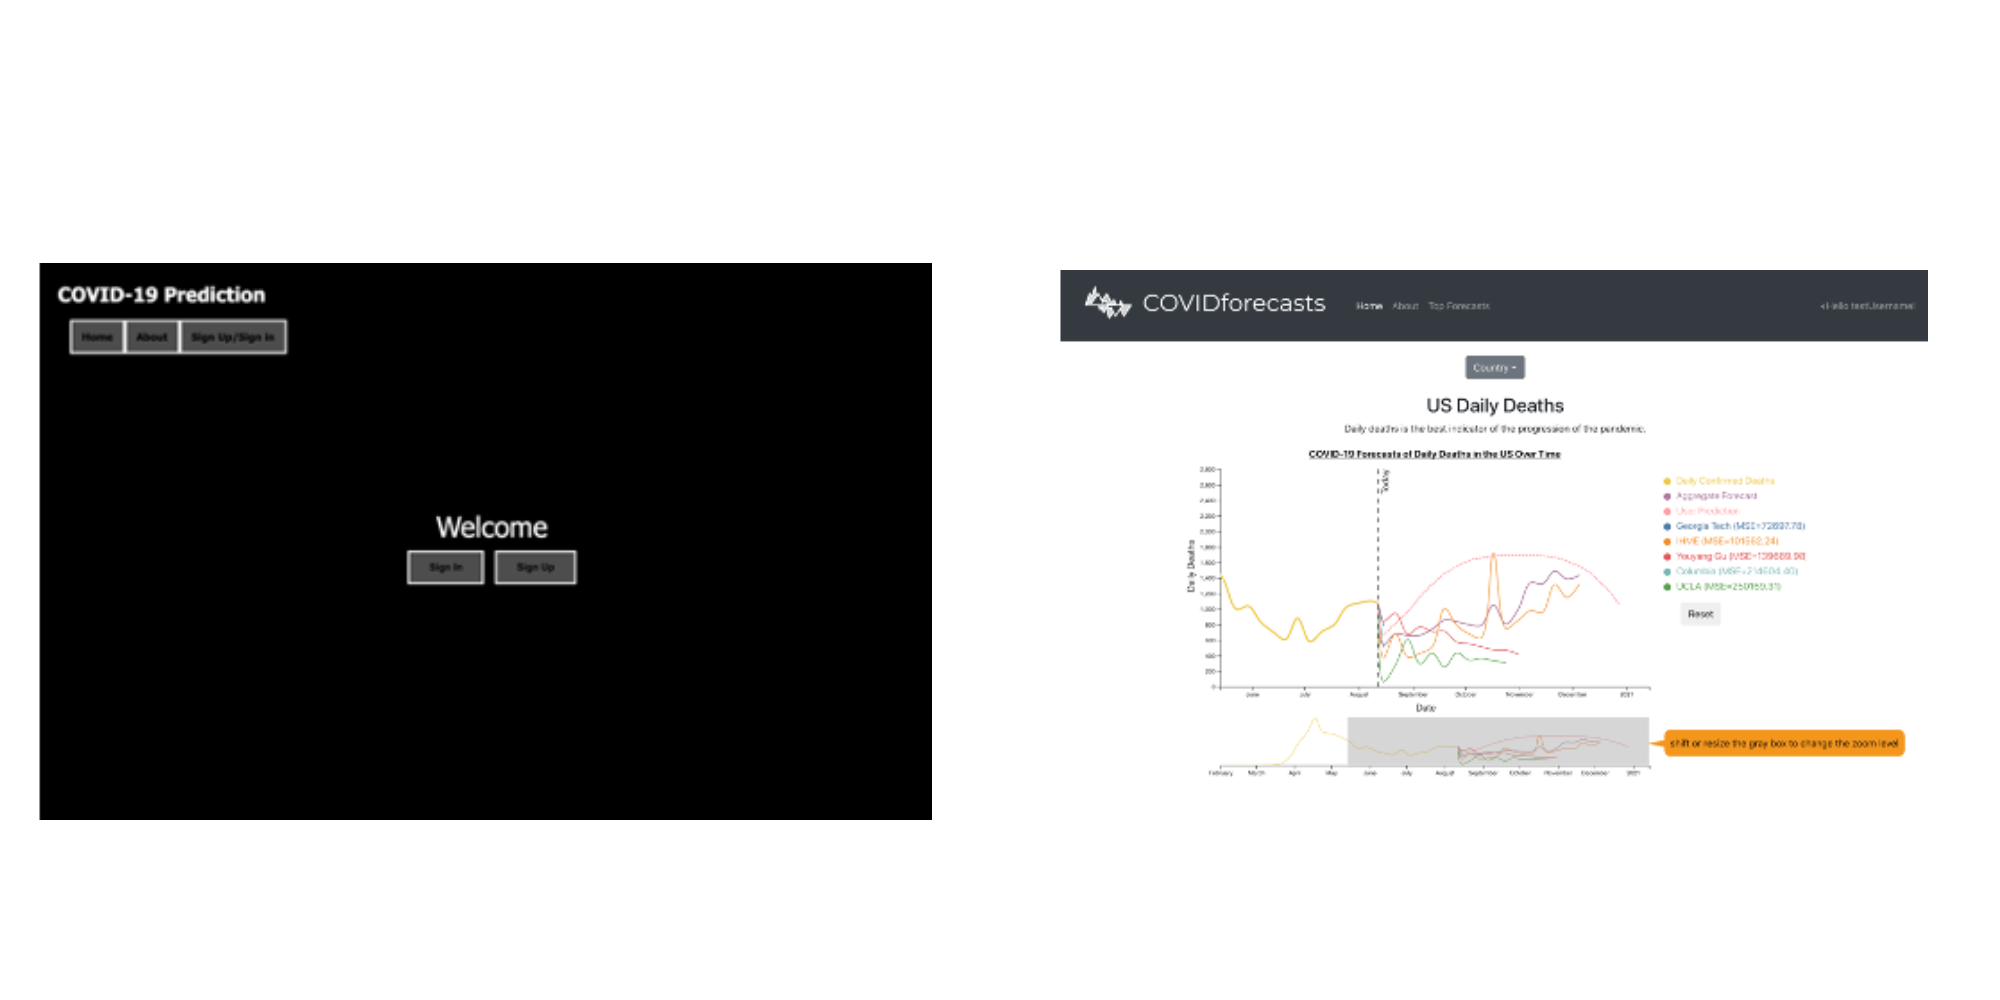 COVID-19 Prediction
Home About Sign Up/Sign In
Welcome
Sign In Sign Up
COVIDforecasts Home About Top Forecasts
Hello testUsername!
Country
US Daily Deaths
Daily deaths is the best indicator of the progression of the pandemic.
COVID-19 Forecasts of Daily Deaths in the US Over Time
Today
Daily Deaths
2,800
2,600
2,400
2,200
2,000
1,800
1,600
1,400
1,200
1,000
800
600
400
200
0
June July August September October November December 2021
Date
Daily Confirmed Deaths
Aggregate Forecast
User Prediction
Georgia Tech (MSE=72697.78)
IHME (MSE=101562.24)
Youyang Gu (MSE=139689.98)
Columbia (MSE=214604.40)
UCLA (MSE=250169.31)
Reset
shift or resize the gray box to change the zoom level
February March April May June July August September October November December 2021